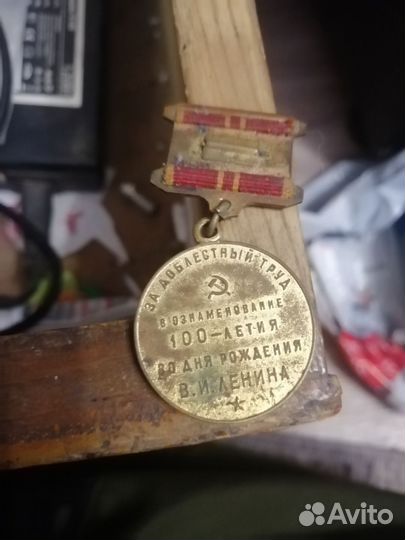 ЗА ДОБЛЕСТНЫЙ ТРУД
В ОЗНАМЕНОВАНИЕ
100-ЛЕТИЯ
СО ДНЯ РОЖДЕНИЯ
В.И.ЛЕНИНА
Avito